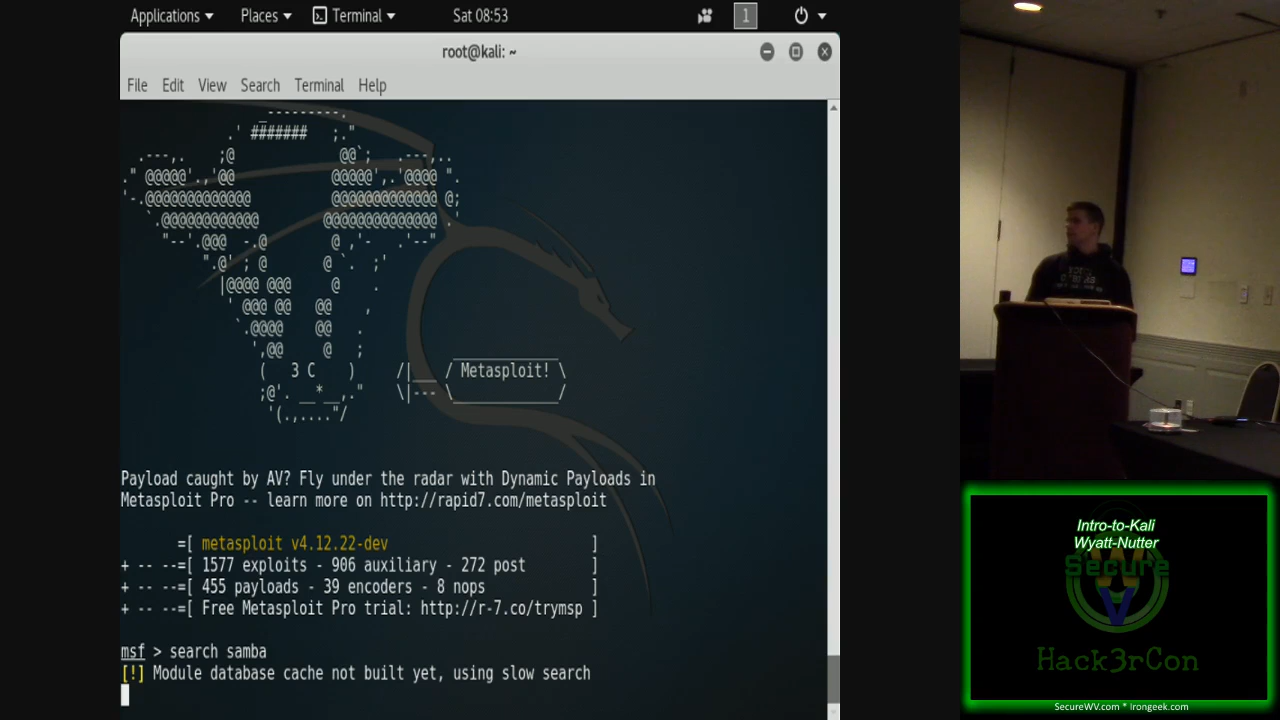 Applications Places Terminal Sat 08:53 1
root@kali: ~
File Edit View Search Terminal Help
#######
3 C
Metasploit!
Payload caught by AV? Fly under the radar with Dynamic Payloads in
Metasploit Pro -- learn more on http://rapid7.com/metasploit
=[ metasploit v4.12.22-dev ]
+ -- --=[ 1577 exploits - 906 auxiliary - 272 post ]
+ -- --=[ 455 payloads - 39 encoders - 8 nops ]
+ -- --=[ Free Metasploit Pro trial: http://r-7.co/trymsp ]
msf > search samba
[!] Module database cache not built yet, using slow search
Intro-to-Kali
Wyatt-Nutter
Secure
WV
Hack3rCon
SecureWV.com * irongeek.com